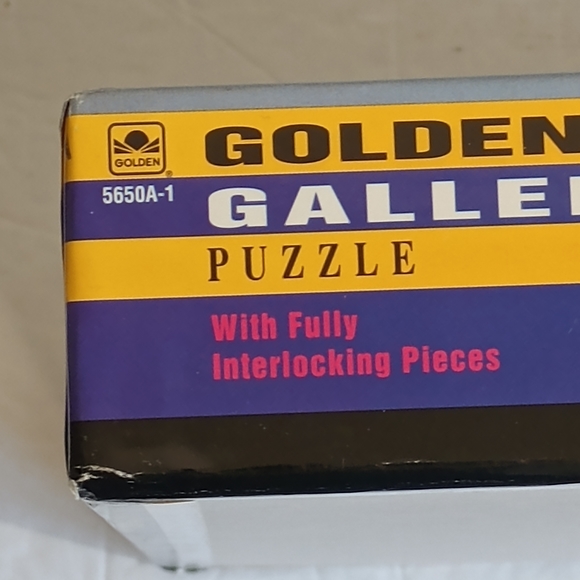 GOLDEN
GOLDEN
5650A-1
GALLE
PUZZLE
With Fully
Interlocking Pieces